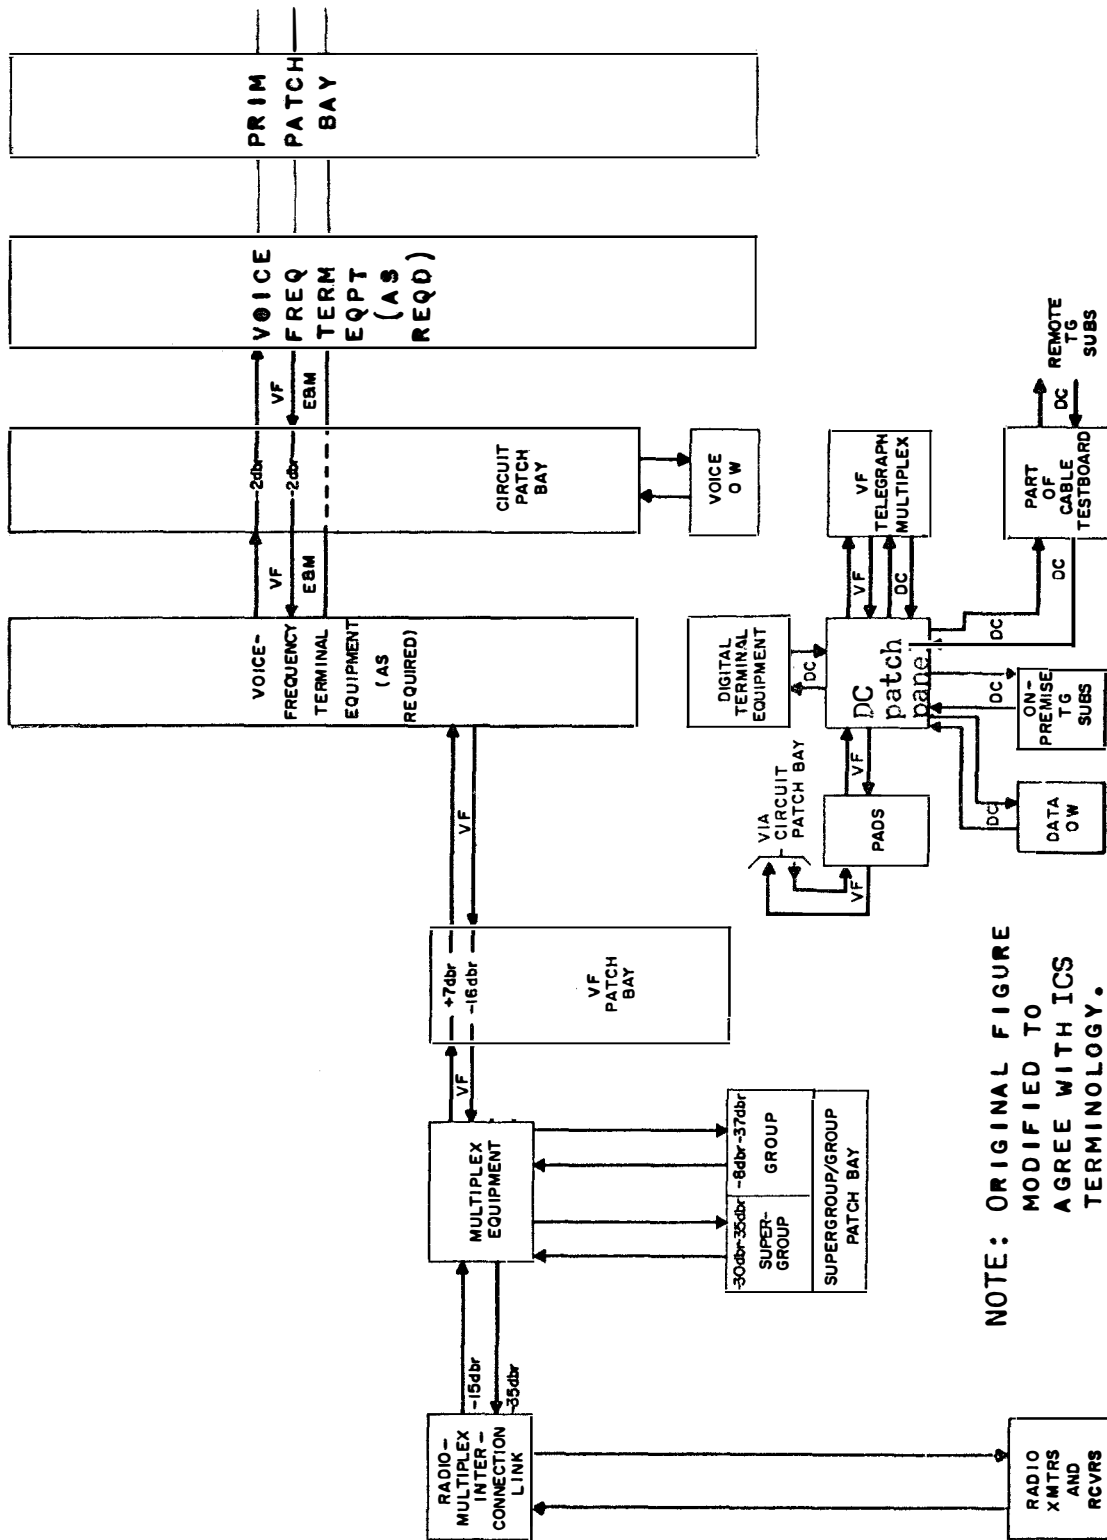 RADIO
XMTRS
AND
RCVRS
RADIO-
MULTIPLEX
INTER-
CONNECTION
LINK
-15dbr
-35dbr
MULTIPLEX
EQUIPMENT
-30dbr-35dbr
SUPER-
GROUP
-8dbr-37dbr
GROUP
SUPERGROUP/GROUP
PATCH BAY
VF
+7dbr
-16dbr
VF
PATCH
BAY
VF
VOICE-
FREQUENCY
TERMINAL
EQUIPMENT
(AS
REQUIRED)
VF
E&M
-2dbr
-2dbr
CIRCUIT
PATCH
BAY
VOICE
OW
VF
E&M
VOICE
FREQ
TERM
EQPT
(AS
REQD)
PRIM
PATCH
BAY
VIA
CIRCUIT
PATCH BAY
VF
PADS
VF
DIGITAL
TERMINAL
EQUIPMENT
DC
DC
patch
pane
VF
DC
VF
TELEGRAPH
MULTIPLEX
DATA
OW
DC
ON-
PREMISE
TG
SUBS
DC
DC
DC
PART
OF
CABLE
TESTBOARD
DC
REMOTE
TG
SUBS
NOTE: ORIGINAL FIGURE
MODIFIED TO
AGREE WITH ICS
TERMINOLOGY.